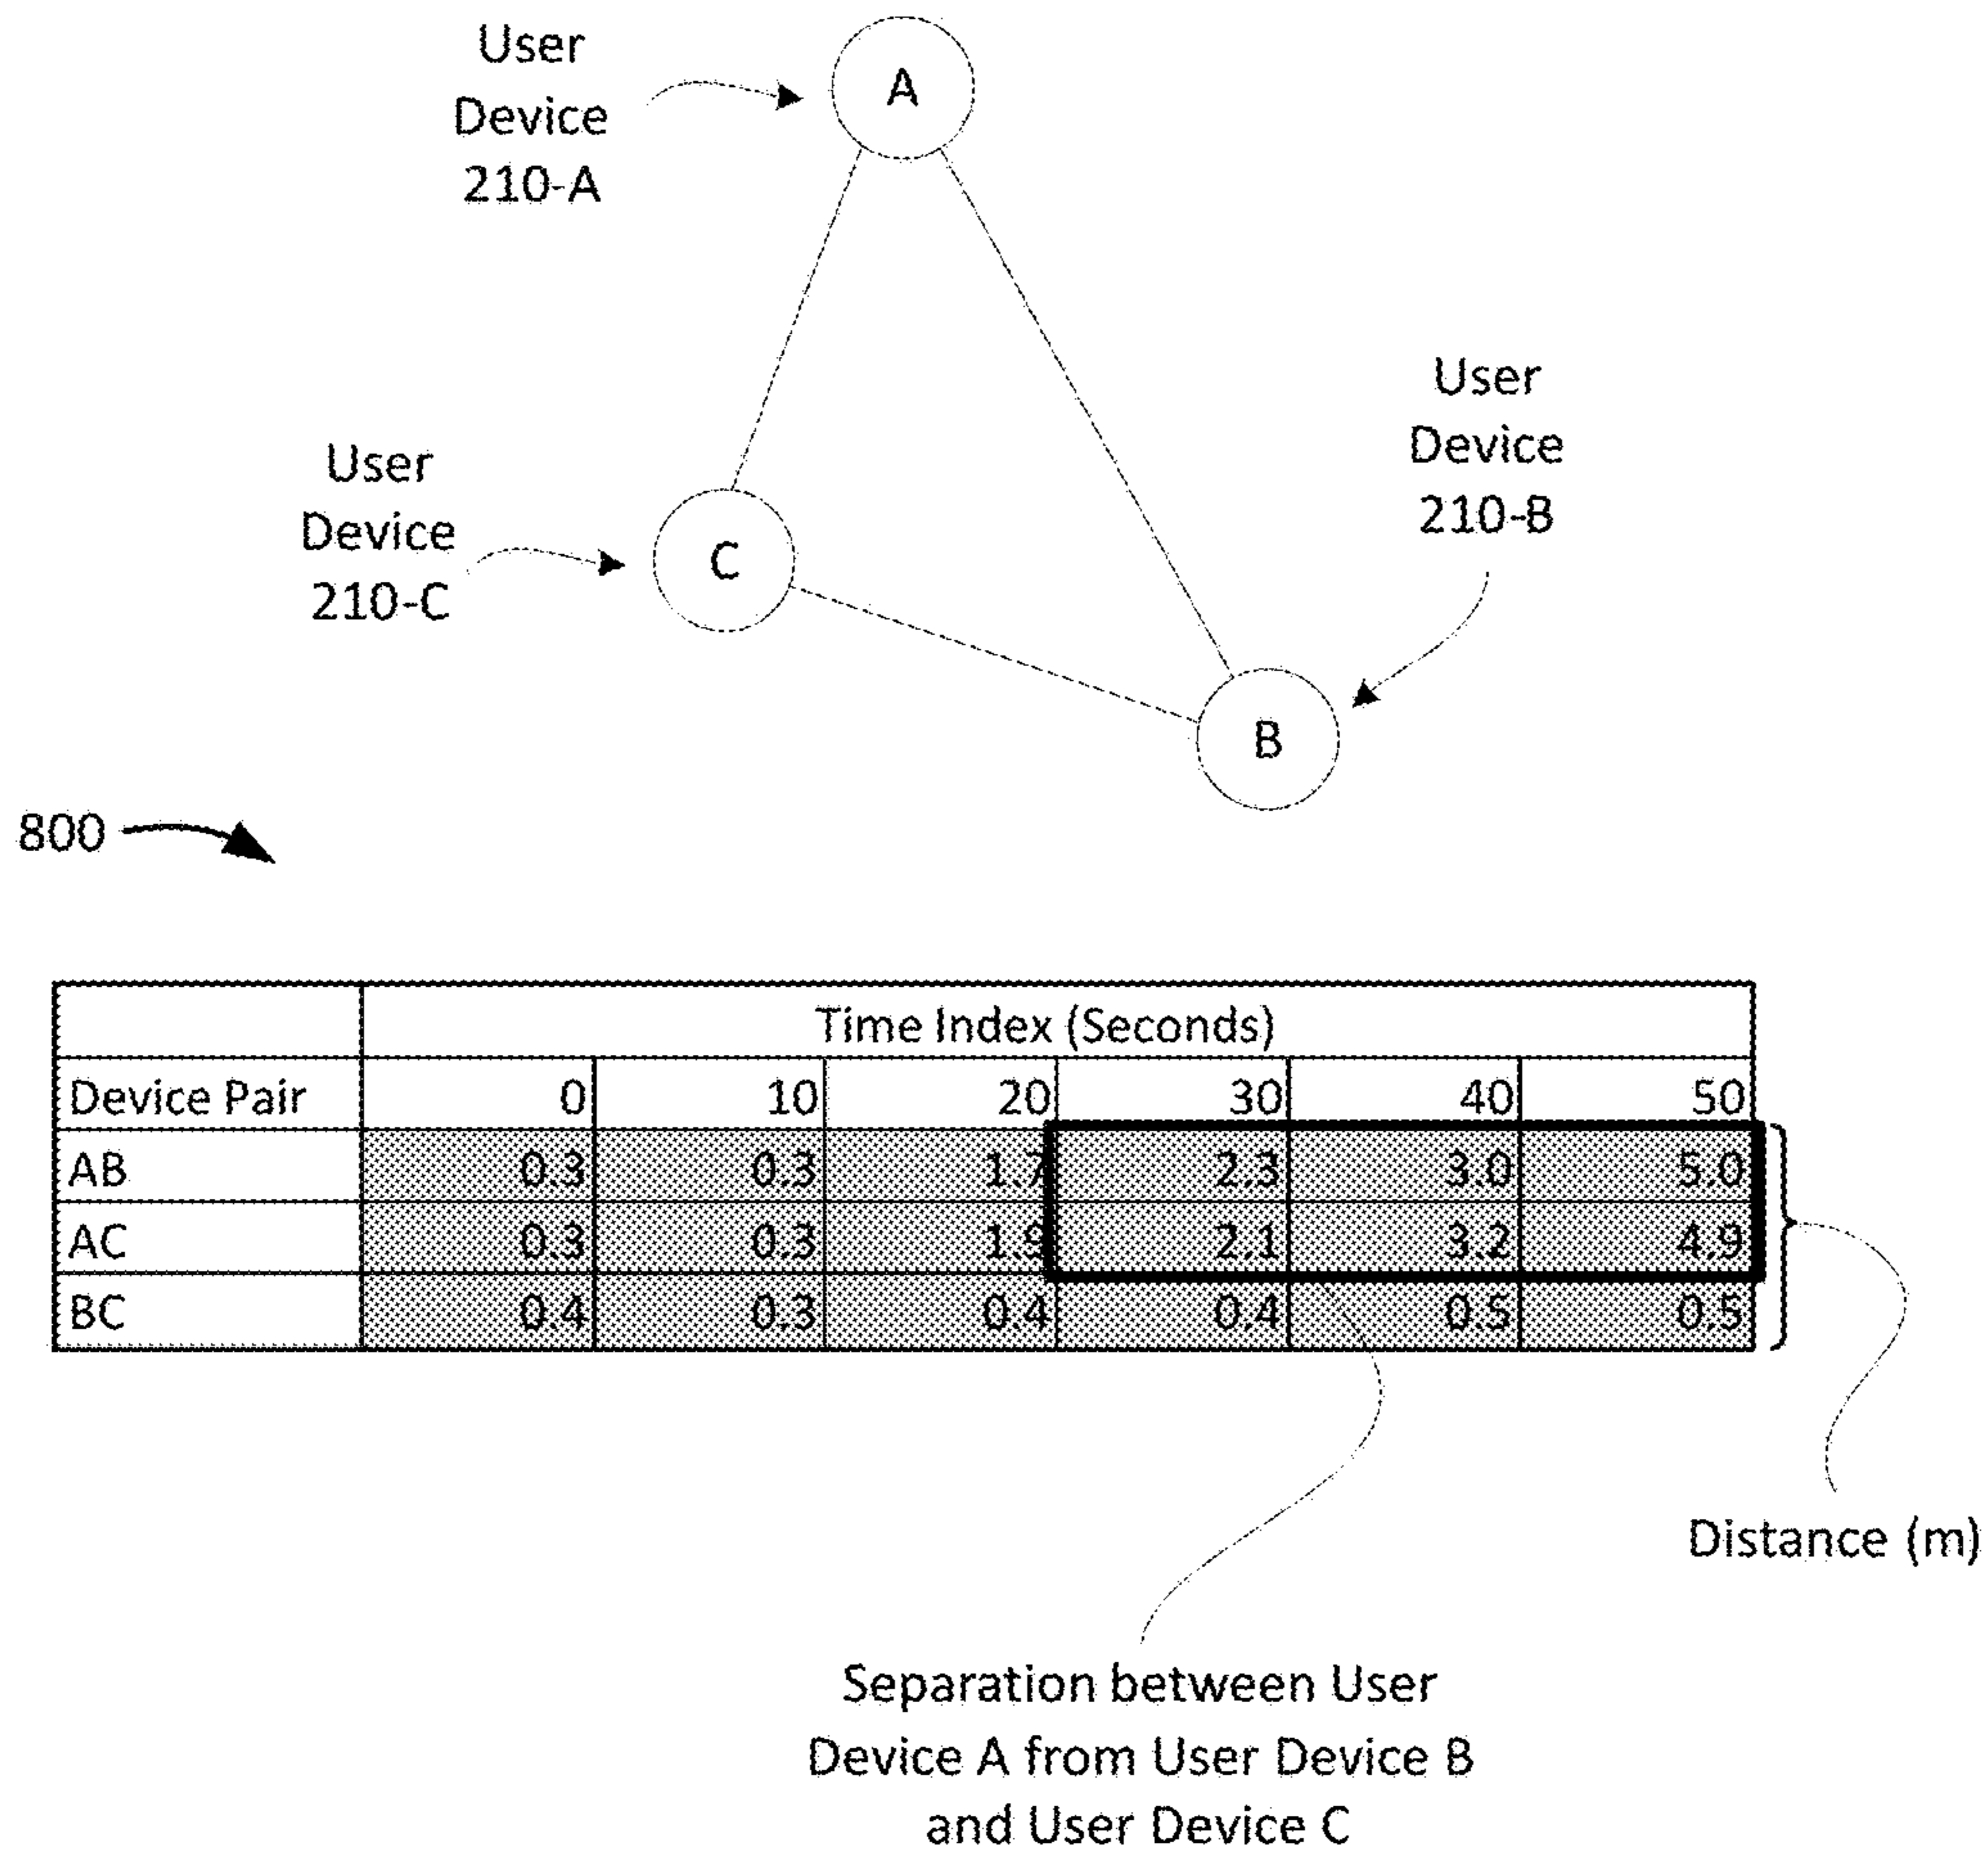 User
Device
210-A
A
User
Device
210-B
User
Device
210-C
C
B
800
Time Index (Seconds)
Device Pair 0 10 20 30 40 50
AB 0.3 0.3 1.7 2.3 3.0 5.0
AC 0.3 0.3 1.9 2.1 3.2 4.9
BC 0.4 0.3 0.4 0.4 0.5 0.5
Distance (m)
Separation between User
Device A from User Device B
and User Device C